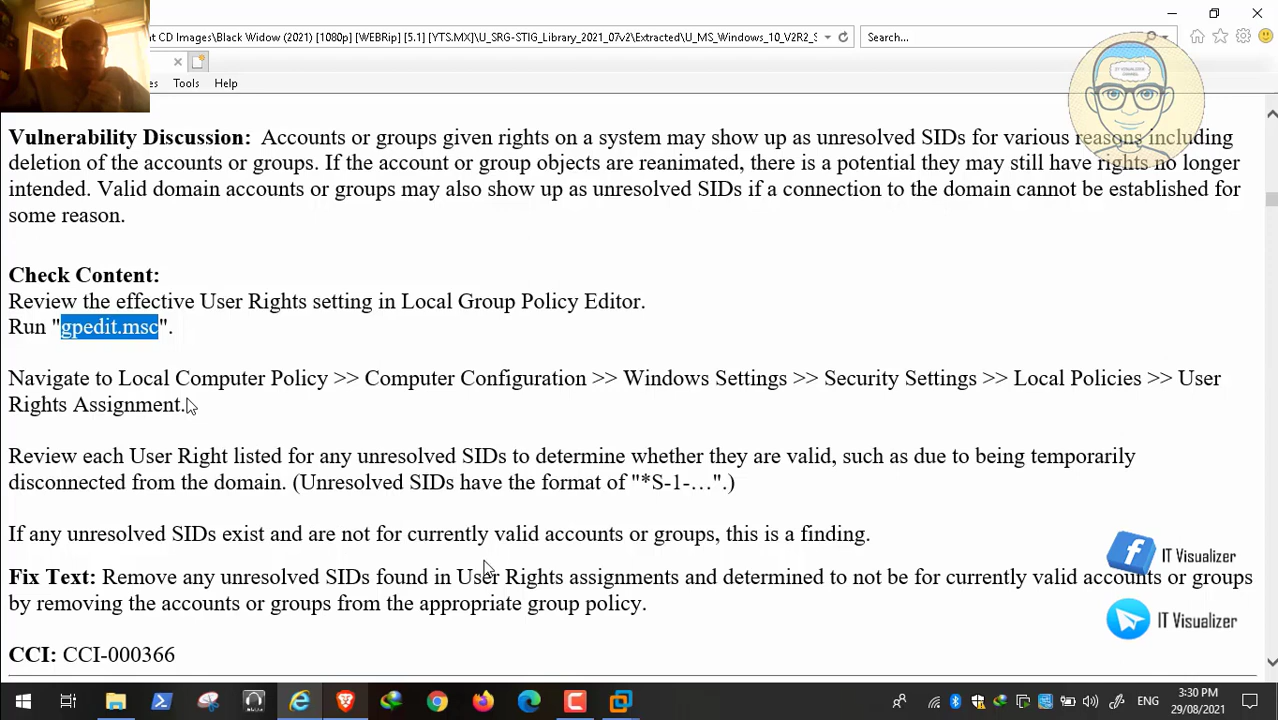 nt CD Images\Black Widow (2021) [1080p] [WEBRip] [5.1] [YTS.MX]\U_SRG-STIG_Library_2021_07v2\Extracted\U_MS_Windows_10_V2R2_S
Search...
Tools
Help
IT VISUALIZER
CHANNEL
Vulnerability Discussion: Accounts or groups given rights on a system may show up as unresolved SIDs for various reasons including
deletion of the accounts or groups. If the account or group objects are reanimated, there is a potential they may still have rights no longer
intended. Valid domain accounts or groups may also show up as unresolved SIDs if a connection to the domain cannot be established for
some reason.
Check Content:
Review the effective User Rights setting in Local Group Policy Editor.
Run "gpedit.msc".
Navigate to Local Computer Policy >> Computer Configuration >> Windows Settings >> Security Settings >> Local Policies >> User
Rights Assignment.
Review each User Right listed for any unresolved SIDs to determine whether they are valid, such as due to being temporarily
disconnected from the domain. (Unresolved SIDs have the format of "*S-1-…".)
If any unresolved SIDs exist and are not for currently valid accounts or groups, this is a finding.
IT Visualizer
Fix Text: Remove any unresolved SIDs found in User Rights assignments and determined to not be for currently valid accounts or groups
by removing the accounts or groups from the appropriate group policy.
IT Visualizer
CCI: CCI-000366
ENG
3:30 PM
29/08/2021